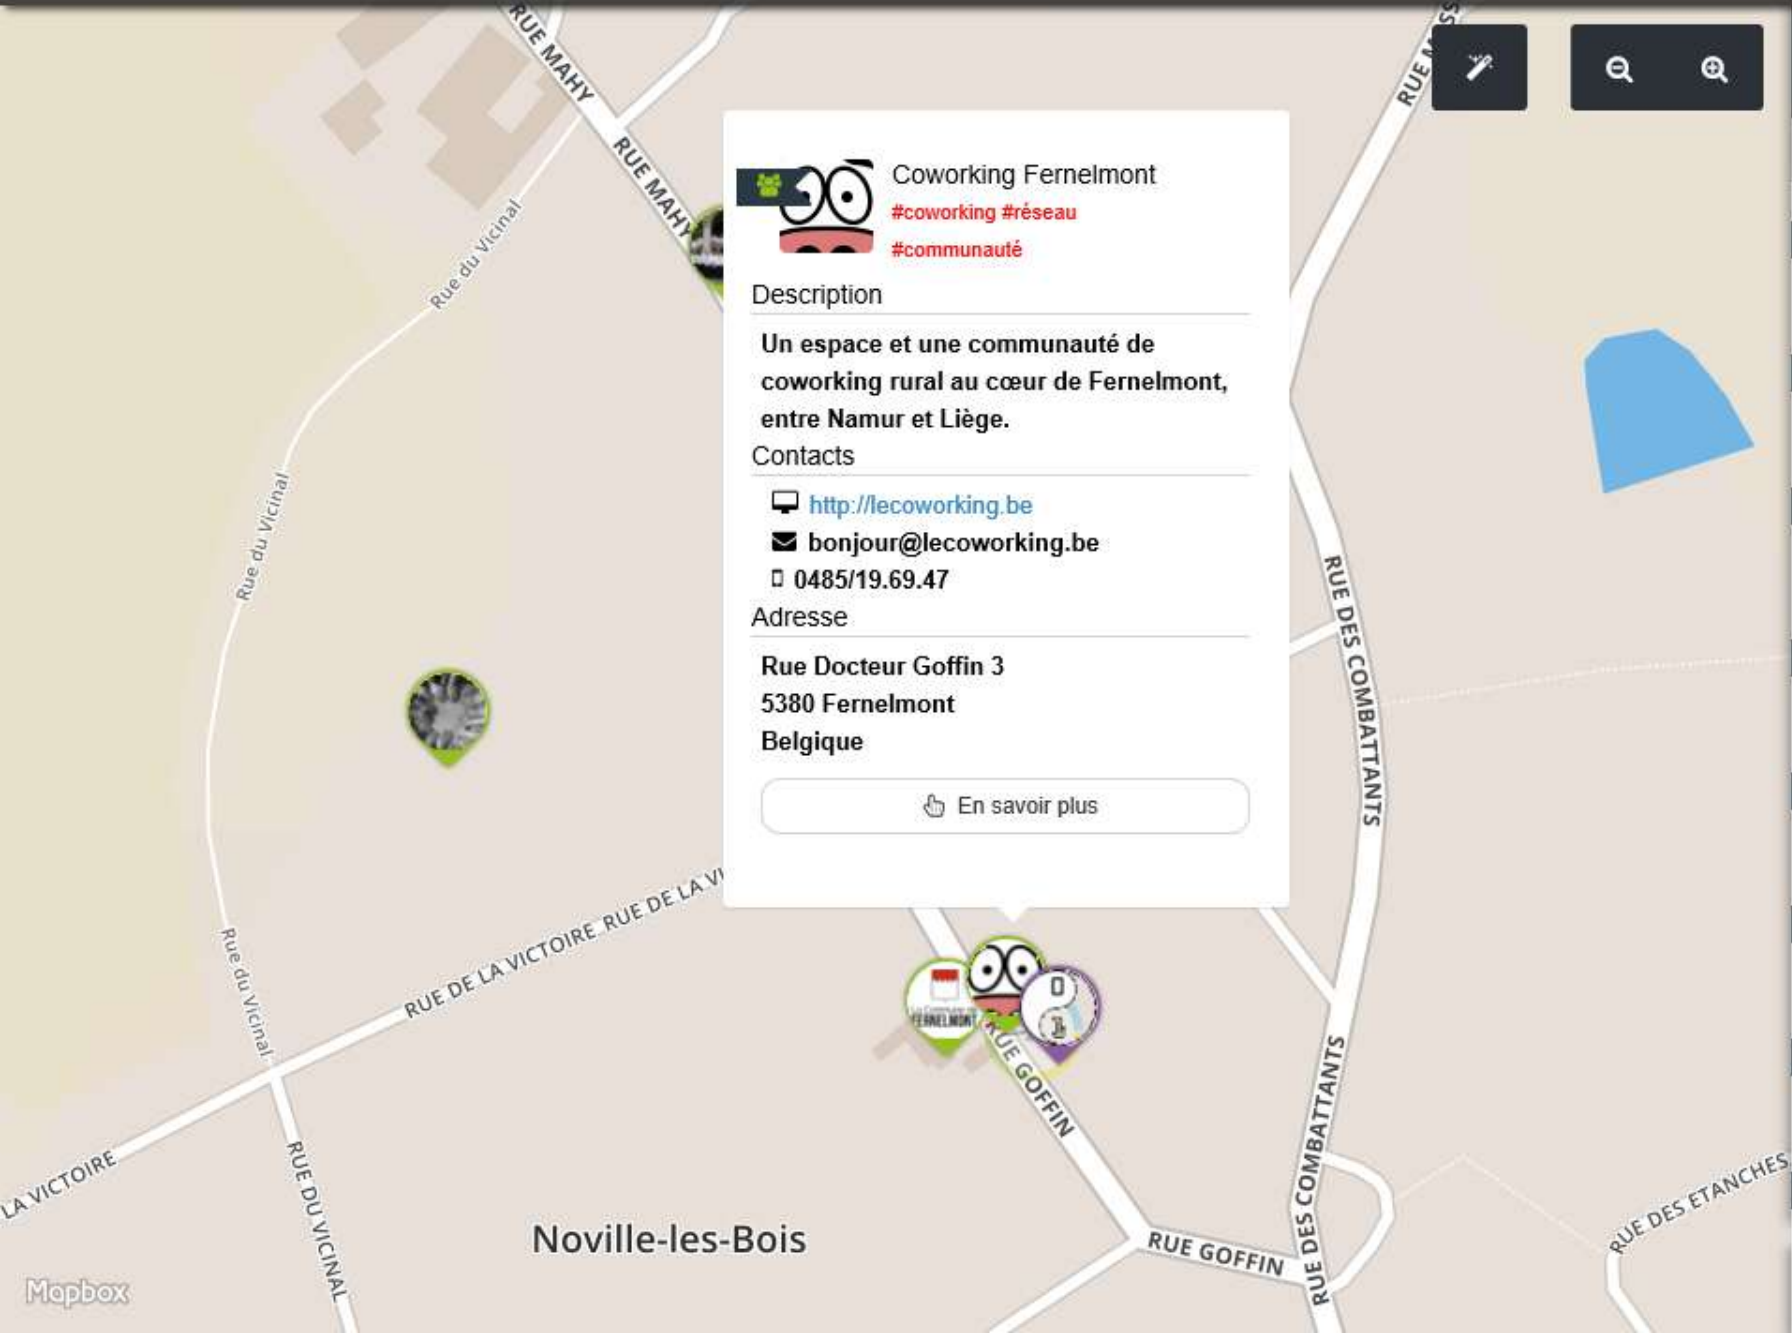 RUE MAHY
RUE MAHY
Rue du Vicinal
Coworking Fernelmont
#coworking #réseau
#communauté
Description
Un espace et une communauté de
coworking rural au cœur de Fernelmont,
entre Namur et Liège.
Contacts
http://lecoworking.be
bonjour@lecoworking.be
0485/19.69.47
Adresse
Rue Docteur Goffin 3
5380 Fernelmont
Belgique
En savoir plus
Rue du Vicinal
RUE DES COMBATTANTS
RUE DE LA VICTOIRE
RUE DE LA
Rue du Vicinal
FERNELMONT
0
1
RUE GOFFIN
RUE DES COMBATTANTS
LA VICTOIRE
RUE DU VICINAL
Noville-les-Bois
RUE GOFFIN
RUE DES ETANCHES
Mapbox